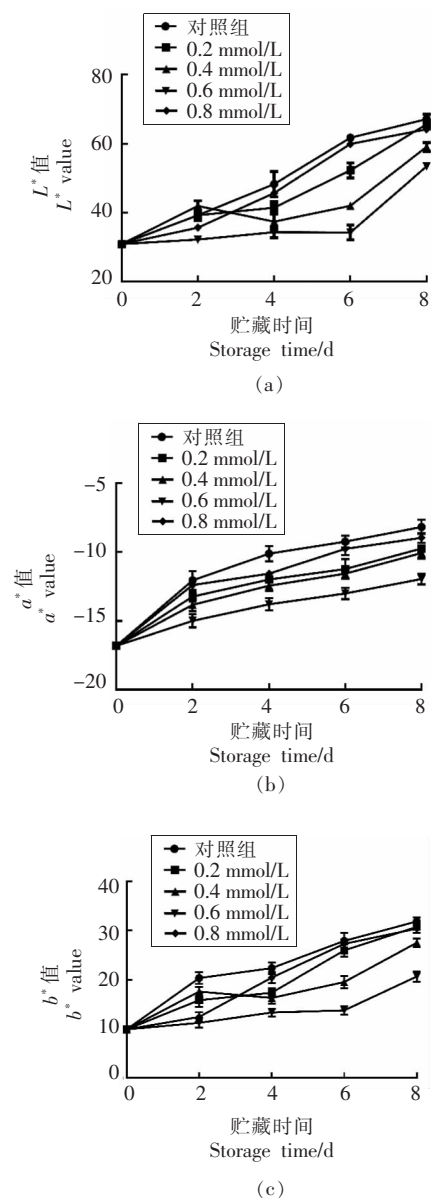 对照组
0.2 mmol/L
0.4 mmol/L
0.6 mmol/L
0.8 mmol/L
80
60
40
20
L* 值
L* value
0 2 4 6 8
贮藏时间
Storage time/d
(a)
对照组
0.2 mmol/L
0.4 mmol/L
0.6 mmol/L
0.8 mmol/L
-5
-10
-15
-20
a* 值
a* value
0 2 4 6 8
贮藏时间
Storage time/d
(b)
对照组
0.2 mmol/L
0.4 mmol/L
0.6 mmol/L
0.8 mmol/L
40
30
20
10
0
b* 值
b* value
0 2 4 6 8
贮藏时间
Storage time/d
(c)